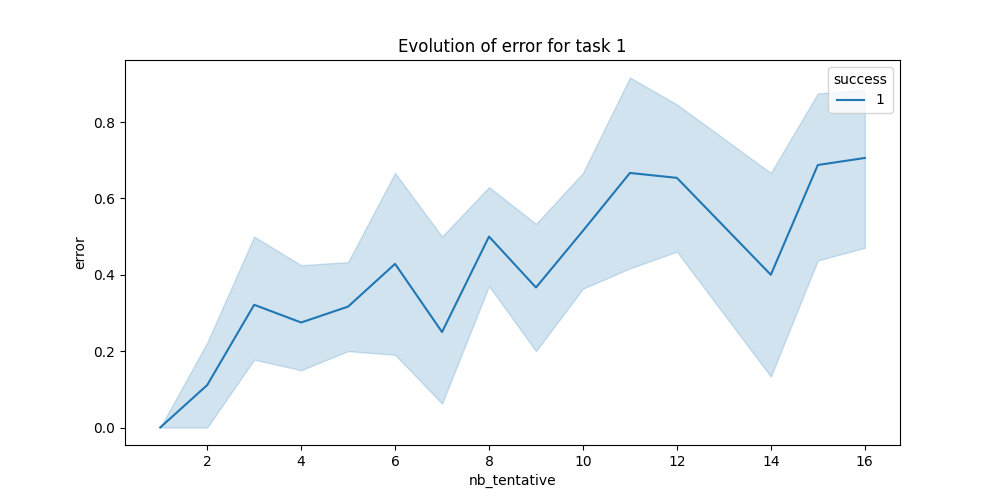 Evolution of error for task 1
success
1
0.8
0.6
0.4
0.2
0.0
error
2 4 6 8 10 12 14 16
nb_tentative